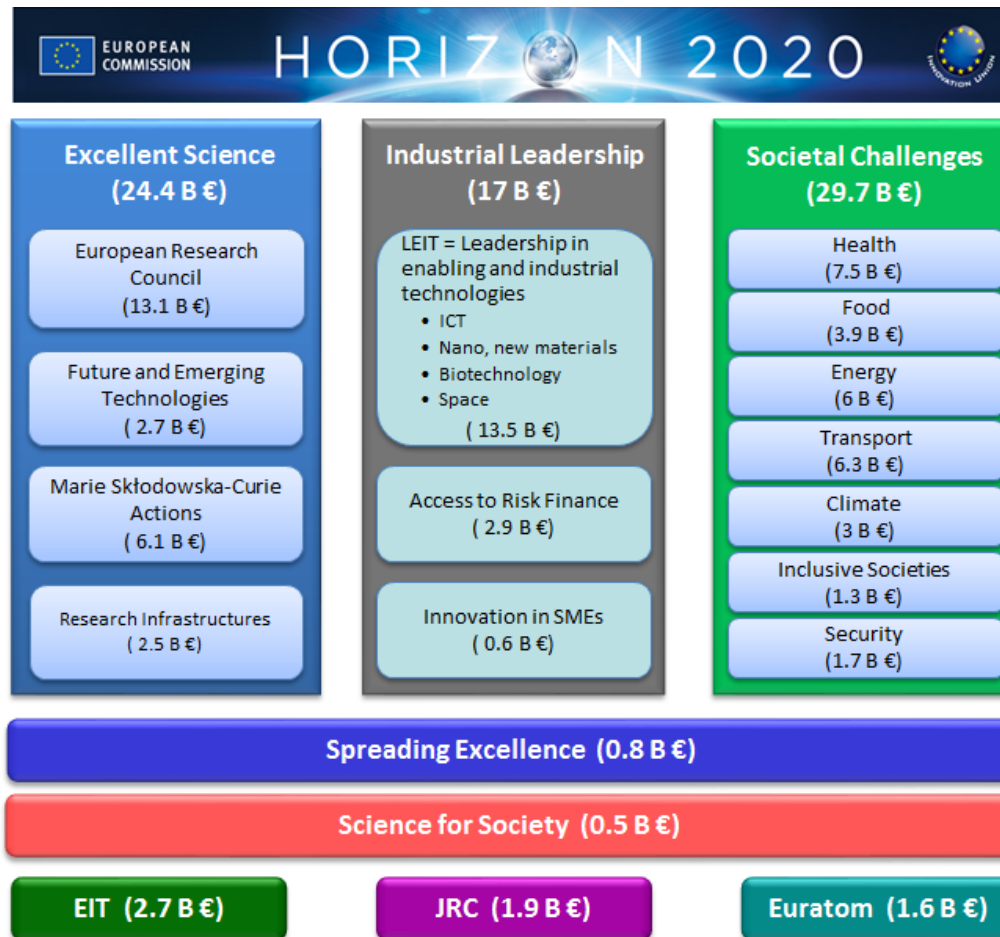 EUROPEAN
COMMISSION
HORIZON 2020
INNOVATION UNION
Excellent Science
(24.4 B €)
European Research
Council
(13.1 B €)
Future and Emerging
Technologies
( 2.7 B €)
Marie Skłodowska-Curie
Actions
( 6.1 B €)
Research Infrastructures
( 2.5 B €)
Industrial Leadership
(17 B €)
LEIT = Leadership in
enabling and industrial
technologies
• ICT
• Nano, new materials
• Biotechnology
• Space
( 13.5 B €)
Access to Risk Finance
( 2.9 B €)
Innovation in SMEs
( 0.6 B €)
Societal Challenges
(29.7 B €)
Health
(7.5 B €)
Food
(3.9 B €)
Energy
(6 B €)
Transport
(6.3 B €)
Climate
(3 B €)
Inclusive Societies
(1.3 B €)
Security
(1.7 B €)
Spreading Excellence (0.8 B €)
Science for Society (0.5 B €)
EIT (2.7 B €)
JRC (1.9 B €)
Euratom (1.6 B €)